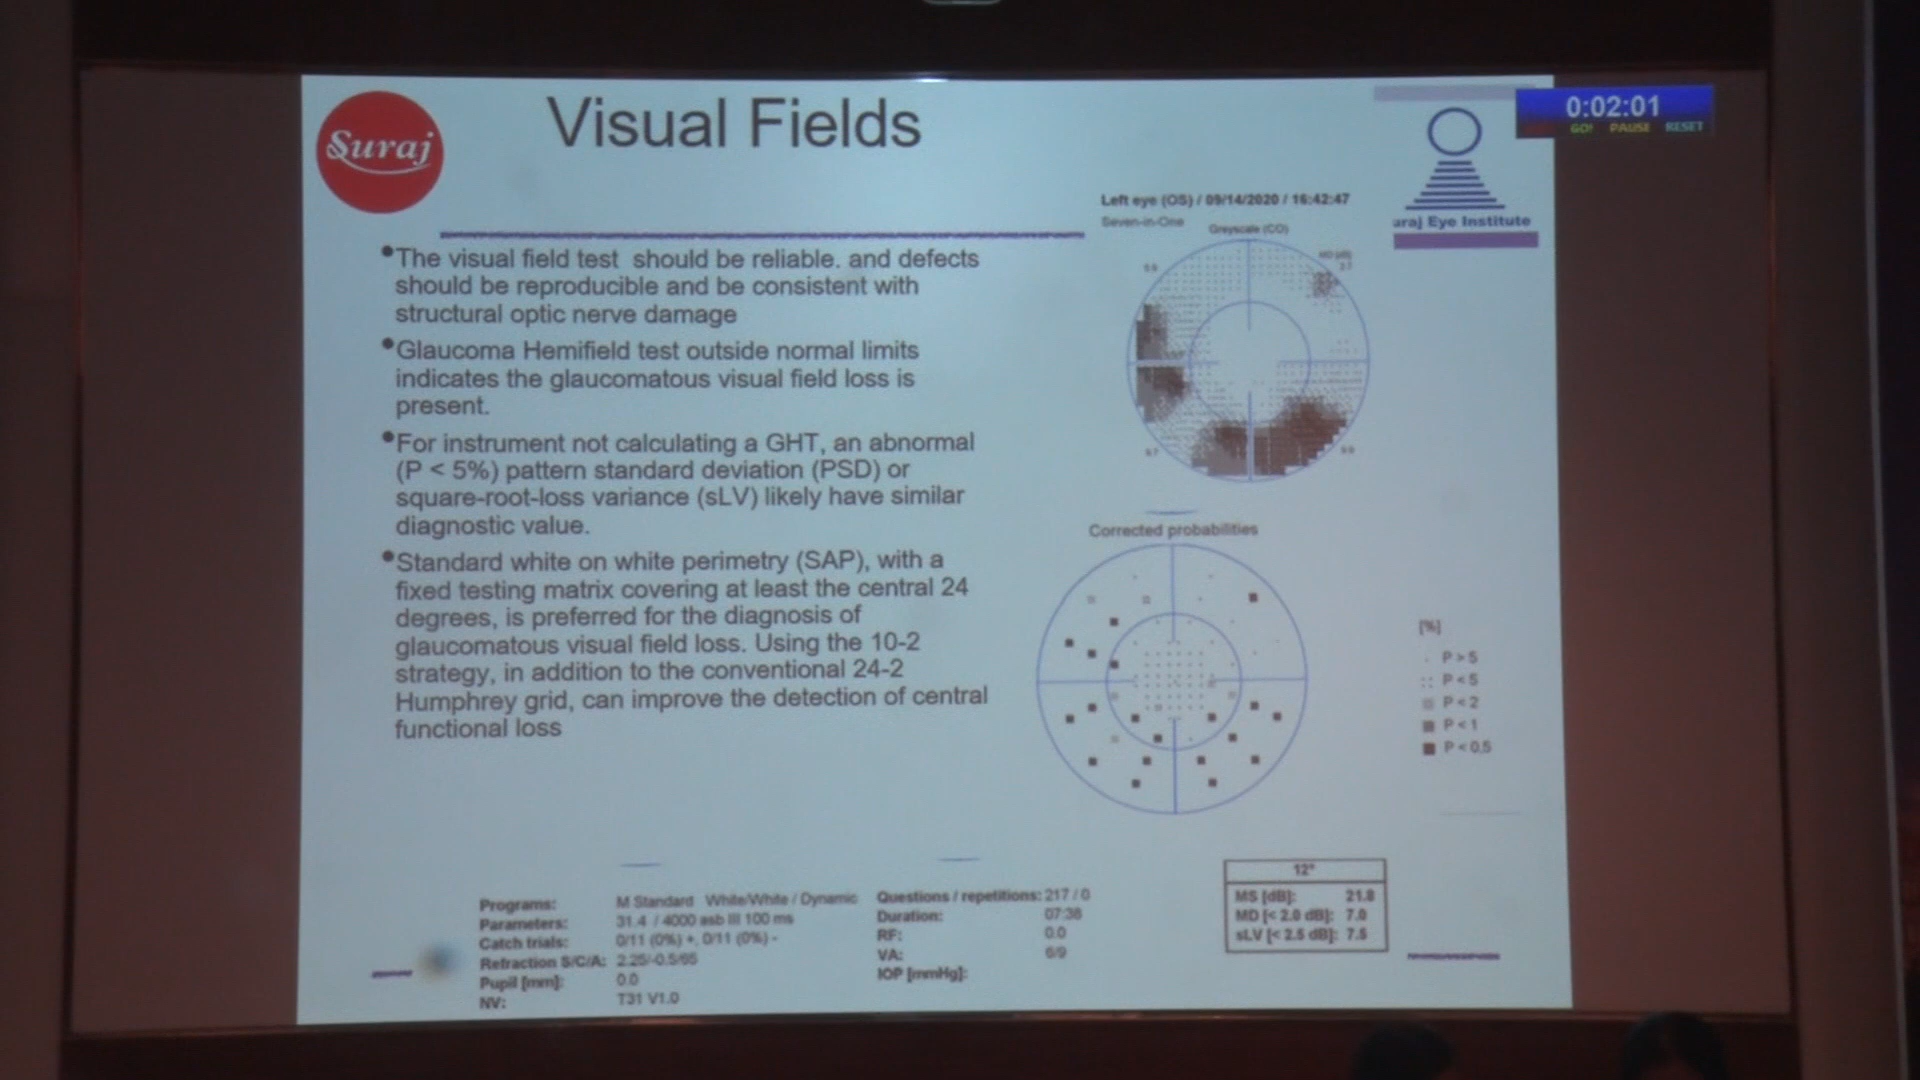 0:02:01
GO! PAUSE RESET
Suraj
Visual Fields
uraj Eye Institute
•The visual field test should be reliable. and defects
should be reproducible and be consistent with
structural optic nerve damage
•Glaucoma Hemifield test outside normal limits
indicates the glaucomatous visual field loss is
present.
•For instrument not calculating a GHT, an abnormal
(P < 5%) pattern standard deviation (PSD) or
square-root-loss variance (sLV) likely have similar
diagnostic value.
•Standard white on white perimetry (SAP), with a
fixed testing matrix covering at least the central 24
degrees, is preferred for the diagnosis of
glaucomatous visual field loss. Using the 10-2
strategy, in addition to the conventional 24-2
Humphrey grid, can improve the detection of central
functional loss
Left eye (OS) / 09/14/2020 / 16:42:47
Seven-in-One
Greyscale (CO)
Corrected probabilities
[%]
P > 5
P < 5
P < 2
P < 1
P < 0.5
Programs: M Standard White/White / Dynamic
Parameters: 31.4 / 4000 asb III 100 ms
Catch trials: 0/11 (0%) +, 0/11 (0%) -
Refraction S/C/A: 2.25/-0.5/65
Pupil [mm]: 0.0
NV: T31 V1.0
Questions / repetitions: 217 / 0
Duration: 07:38
RF: 0.0
VA: 6/9
IOP [mmHg]:
12°
MS [dB]: 21.8
MD [< 2.0 dB]: 7.0
sLV [< 2.5 dB]: 7.5